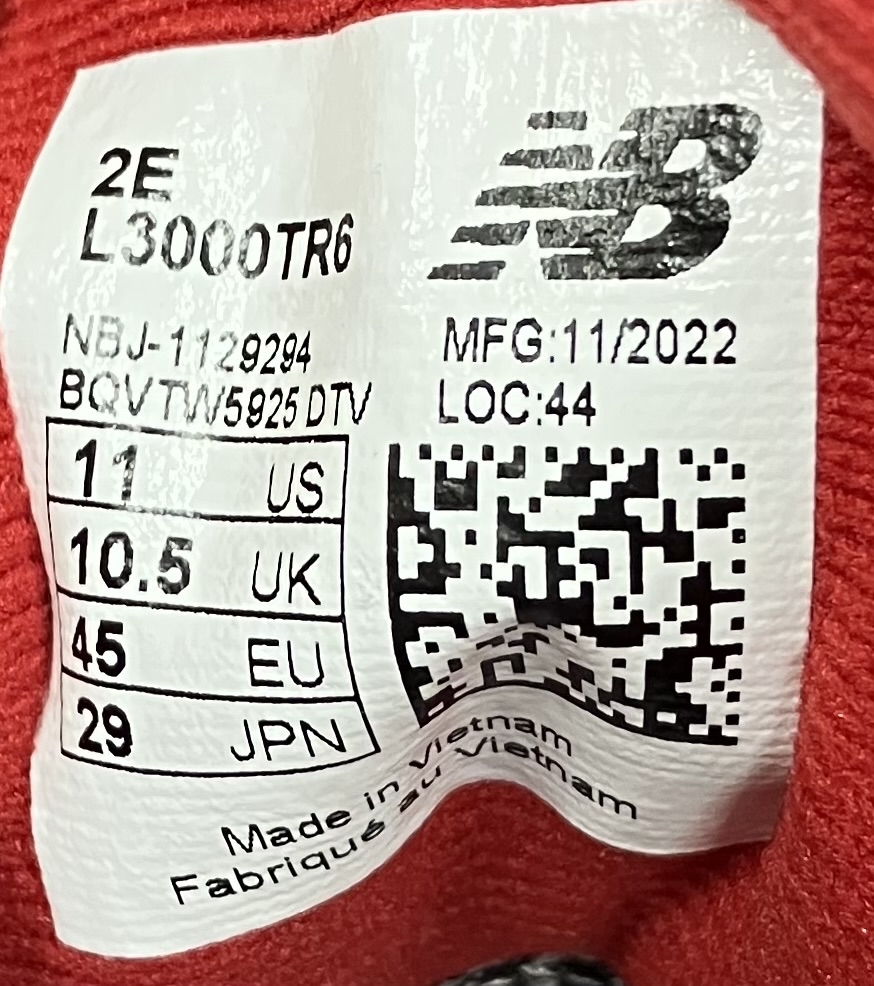 2E
L3000TR6
NBJ-1129294
BQVTW5925 DTV
11 US
10.5 UK
45 EU
29 JPN
NB
MFG:11/2022
LOC:44
Made in Vietnam
Fabriqué au Vietnam